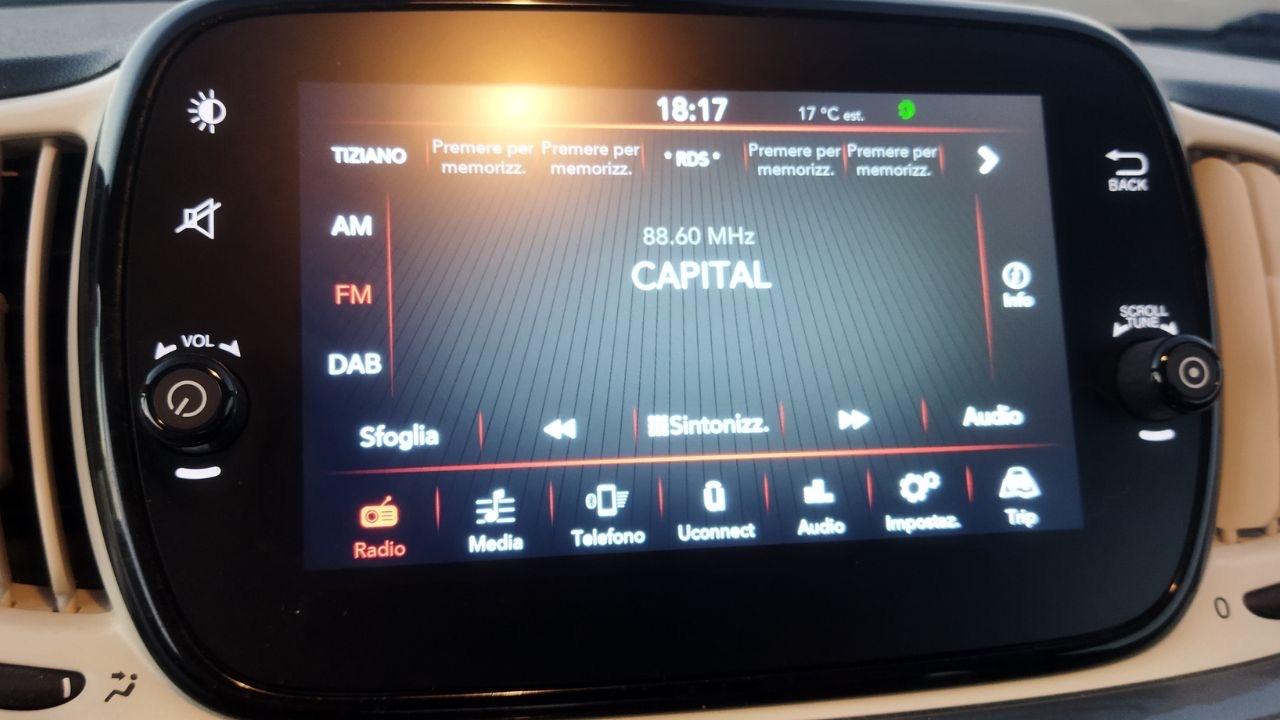 18:17 17 °C est.
TIZIANO Premere per memorizz. Premere per memorizz. * RDS * Premere per memorizz. Premere per memorizz.
BACK
AM
88.60 MHz
CAPITAL
FM
Info
SCROLL
TUNE
VOL
DAB
Sfoglia Sintonizz. Audio
Radio Media Telefono Uconnect Audio Impostaz. Trip
0